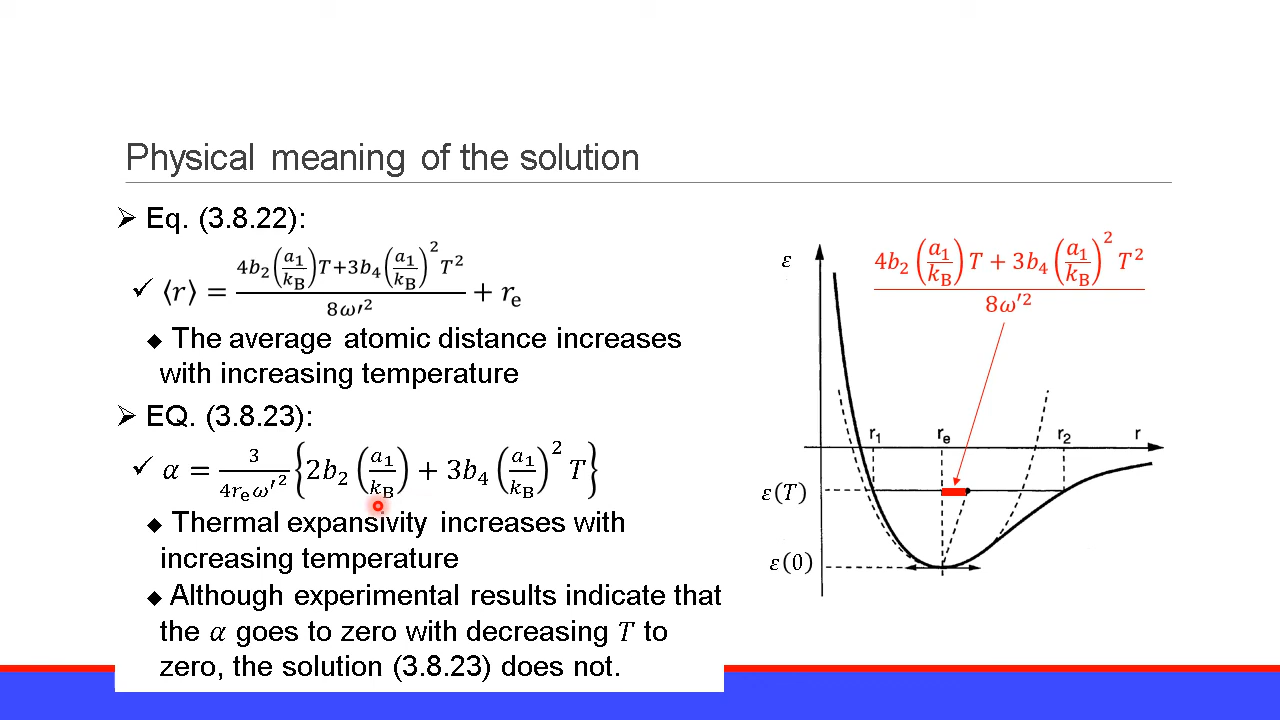 Physical meaning of the solution
➢ Eq. (3.8.22):
✓ ⟨r⟩ = (4b₂(a₁/k_B)T+3b₄(a₁/k_B)²T²)/(8ω′²) + rₑ
◆ The average atomic distance increases
with increasing temperature
➢ EQ. (3.8.23):
✓ α = 3/(4rₑω′²){2b₂(a₁/k_B) + 3b₄(a₁/k_B)²T}
◆ Thermal expansivity increases with
increasing temperature
◆ Although experimental results indicate that
the α goes to zero with decreasing T to
zero, the solution (3.8.23) does not.
ε
(4b₂(a₁/k_B)T + 3b₄(a₁/k_B)²T²)/(8ω′²)
r₁ rₑ r₂ r
ε(T)
ε(0)